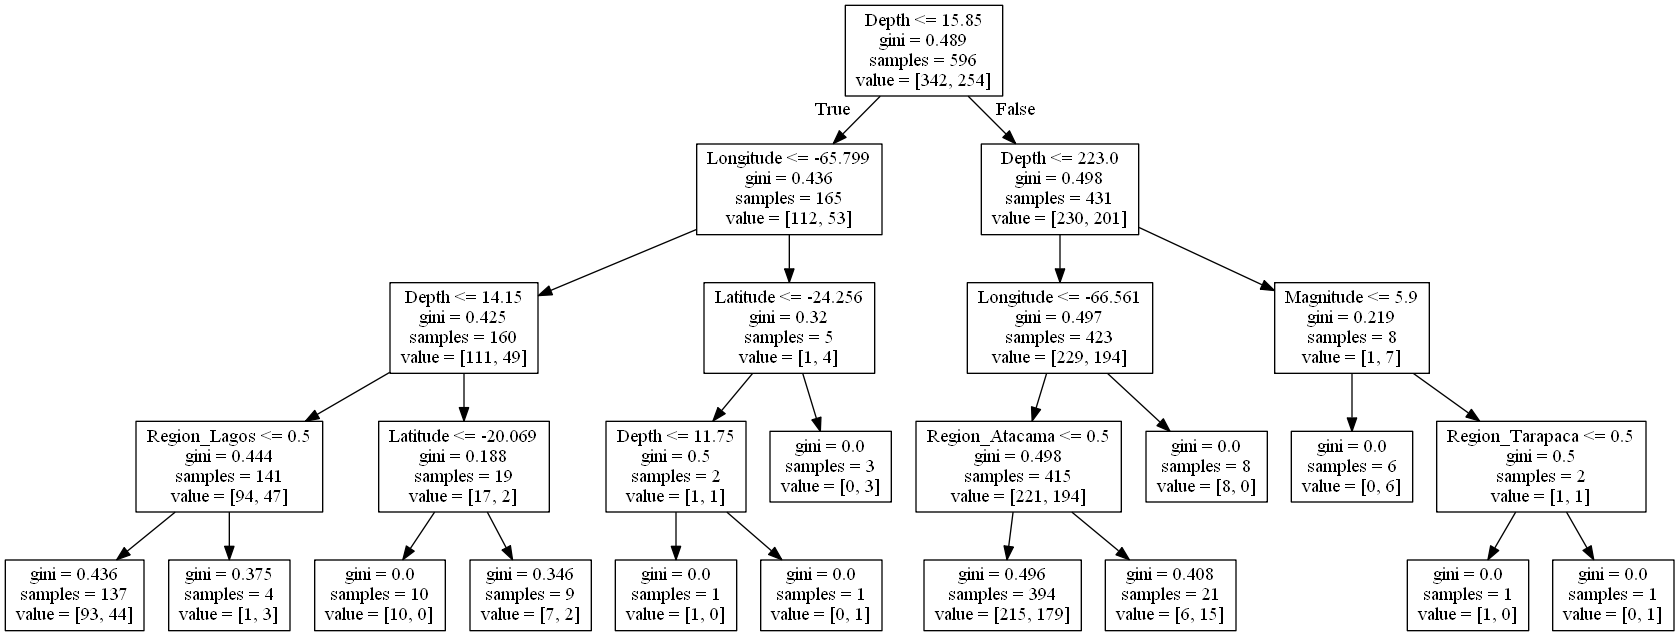 Depth <= 15.85
gini = 0.489
samples = 596
value = [342, 254]
True
False
Longitude <= -65.799
gini = 0.436
samples = 165
value = [112, 53]
Depth <= 223.0
gini = 0.498
samples = 431
value = [230, 201]
Depth <= 14.15
gini = 0.425
samples = 160
value = [111, 49]
Latitude <= -24.256
gini = 0.32
samples = 5
value = [1, 4]
Longitude <= -66.561
gini = 0.497
samples = 423
value = [229, 194]
Magnitude <= 5.9
gini = 0.219
samples = 8
value = [1, 7]
Region_Lagos <= 0.5
gini = 0.444
samples = 141
value = [94, 47]
Latitude <= -20.069
gini = 0.188
samples = 19
value = [17, 2]
Depth <= 11.75
gini = 0.5
samples = 2
value = [1, 1]
gini = 0.0
samples = 3
value = [0, 3]
Region_Atacama <= 0.5
gini = 0.498
samples = 415
value = [221, 194]
gini = 0.0
samples = 8
value = [8, 0]
gini = 0.0
samples = 6
value = [0, 6]
Region_Tarapaca <= 0.5
gini = 0.5
samples = 2
value = [1, 1]
gini = 0.436
samples = 137
value = [93, 44]
gini = 0.375
samples = 4
value = [1, 3]
gini = 0.0
samples = 10
value = [10, 0]
gini = 0.346
samples = 9
value = [7, 2]
gini = 0.0
samples = 1
value = [1, 0]
gini = 0.0
samples = 1
value = [0, 1]
gini = 0.496
samples = 394
value = [215, 179]
gini = 0.408
samples = 21
value = [6, 15]
gini = 0.0
samples = 1
value = [1, 0]
gini = 0.0
samples = 1
value = [0, 1]